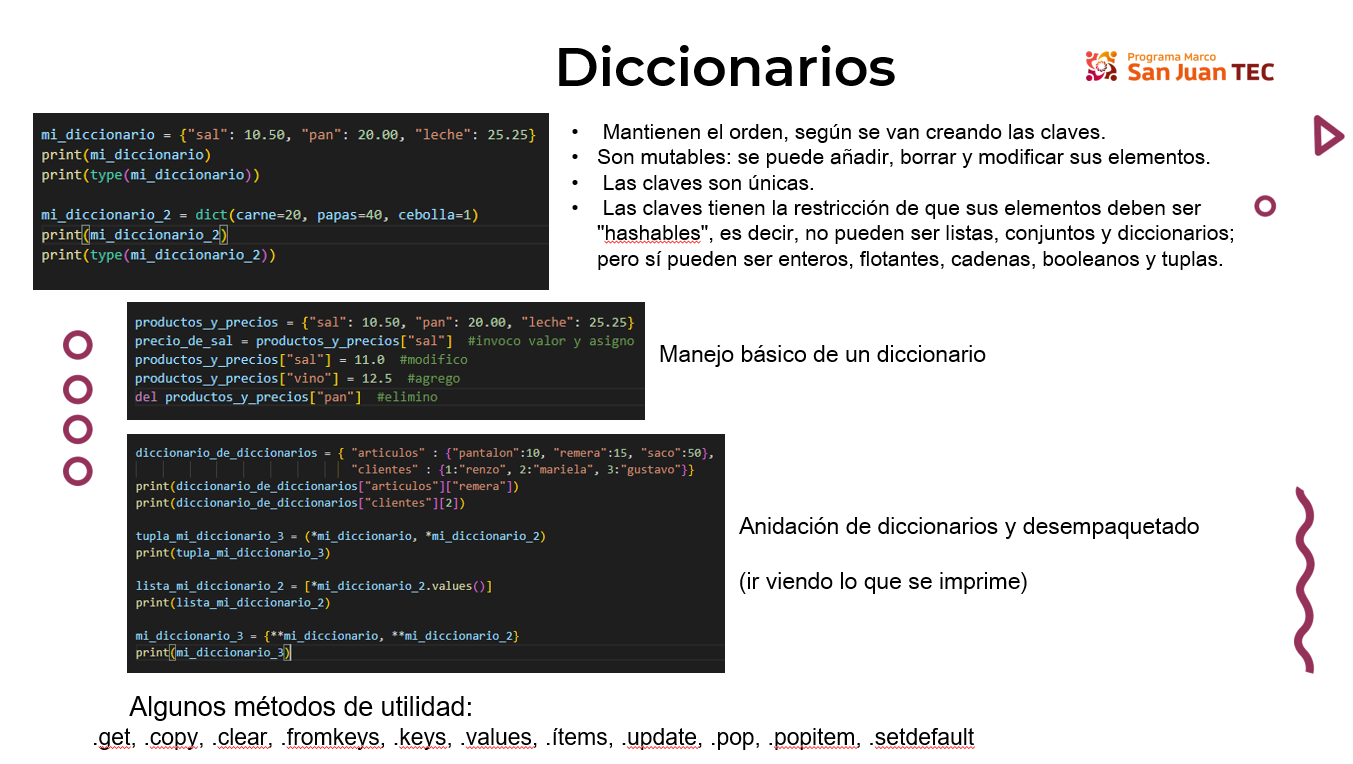 Diccionarios
Programa Marco
San Juan TEC
mi_diccionario = {"sal": 10.50, "pan": 20.00, "leche": 25.25}
print(mi_diccionario)
print(type(mi_diccionario))
mi_diccionario_2 = dict(carne=20, papas=40, cebolla=1)
print(mi_diccionario_2)
print(type(mi_diccionario_2))
• Mantienen el orden, según se van creando las claves.
• Son mutables: se puede añadir, borrar y modificar sus elementos.
• Las claves son únicas.
• Las claves tienen la restricción de que sus elementos deben ser
"hashables", es decir, no pueden ser listas, conjuntos y diccionarios;
pero sí pueden ser enteros, flotantes, cadenas, booleanos y tuplas.
productos_y_precios = {"sal": 10.50, "pan": 20.00, "leche": 25.25}
precio_de_sal = productos_y_precios["sal"]  #invoco valor y asigno
productos_y_precios["sal"] = 11.0  #modifico
productos_y_precios["vino"] = 12.5  #agrego
del productos_y_precios["pan"]  #elimino
Manejo básico de un diccionario
diccionario_de_diccionarios = { "articulos" : {"pantalon":10, "remera":15, "saco":50},
"clientes" : {1:"renzo", 2:"mariela", 3:"gustavo"}}
print(diccionario_de_diccionarios["articulos"]["remera"])
print(diccionario_de_diccionarios["clientes"][2])
tupla_mi_diccionario_3 = (*mi_diccionario, *mi_diccionario_2)
print(tupla_mi_diccionario_3)
lista_mi_diccionario_2 = [*mi_diccionario_2.values()]
print(lista_mi_diccionario_2)
mi_diccionario_3 = {**mi_diccionario, **mi_diccionario_2}
print(mi_diccionario_3)
Anidación de diccionarios y desempaquetado
(ir viendo lo que se imprime)
Algunos métodos de utilidad:
.get, .copy, .clear, .fromkeys, .keys, .values, .ítems, .update, .pop, .popitem, .setdefault